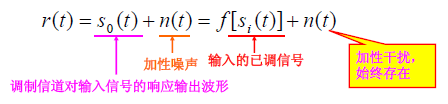 r(t) = s₀(t) + n(t) = f[sᵢ(t)] + n(t)
加性噪声
输入的已调信号
调制信道对输入信号的响应输出波形
加性干扰，
始终存在